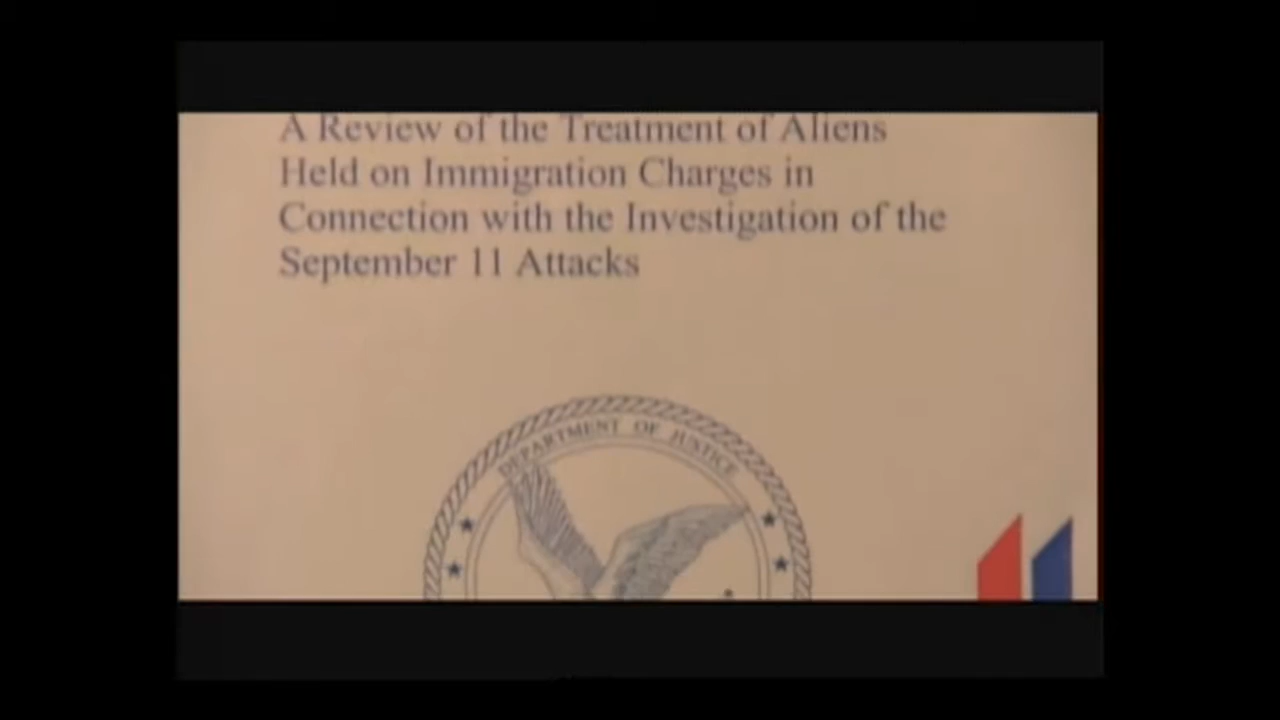 A Review of the Treatment of Aliens
Held on Immigration Charges in
Connection with the Investigation of the
September 11 Attacks
DEPARTMENT OF JUSTICE